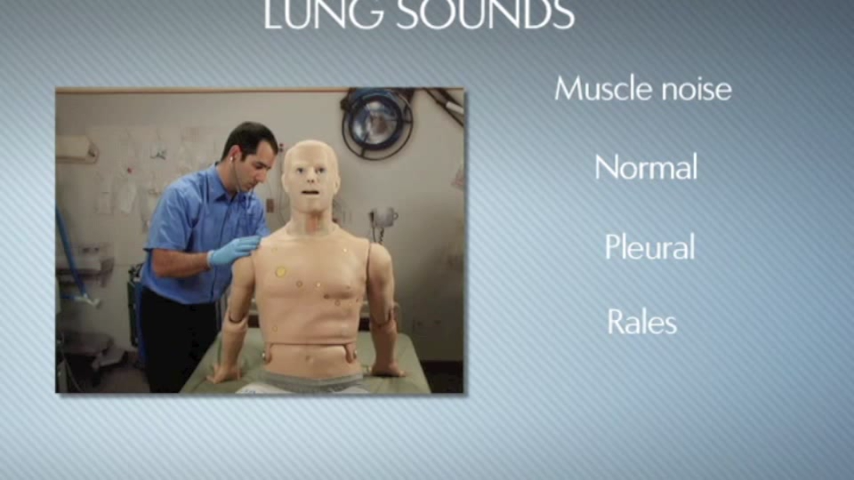 LUNG SOUNDS
Muscle noise
Normal
Pleural
Rales